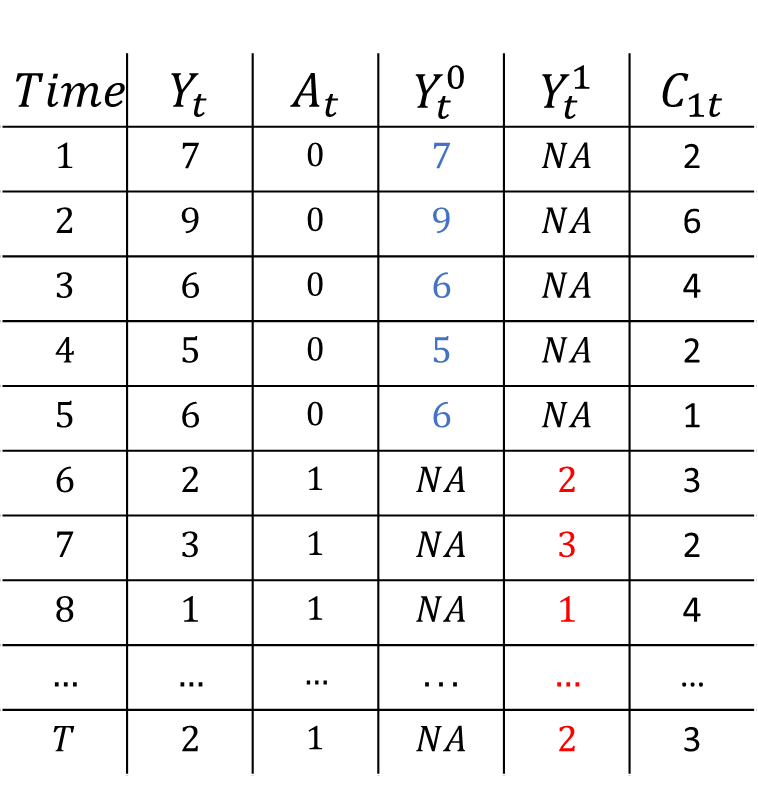 Time Y_t A_t Y_t^0 Y_t^1 C_{1t}
1 7 0 7 NA 2
2 9 0 9 NA 6
3 6 0 6 NA 4
4 5 0 5 NA 2
5 6 0 6 NA 1
6 2 1 NA 2 3
7 3 1 NA 3 2
8 1 1 NA 1 4
... ... ... ... ... ...
T 2 1 NA 2 3